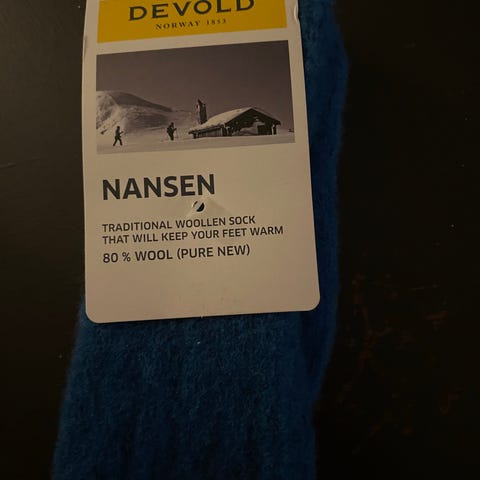 DEVOLD
NORWAY 1853
NANSEN
TRADITIONAL WOOLLEN SOCK
THAT WILL KEEP YOUR FEET WARM
80 % WOOL (PURE NEW)